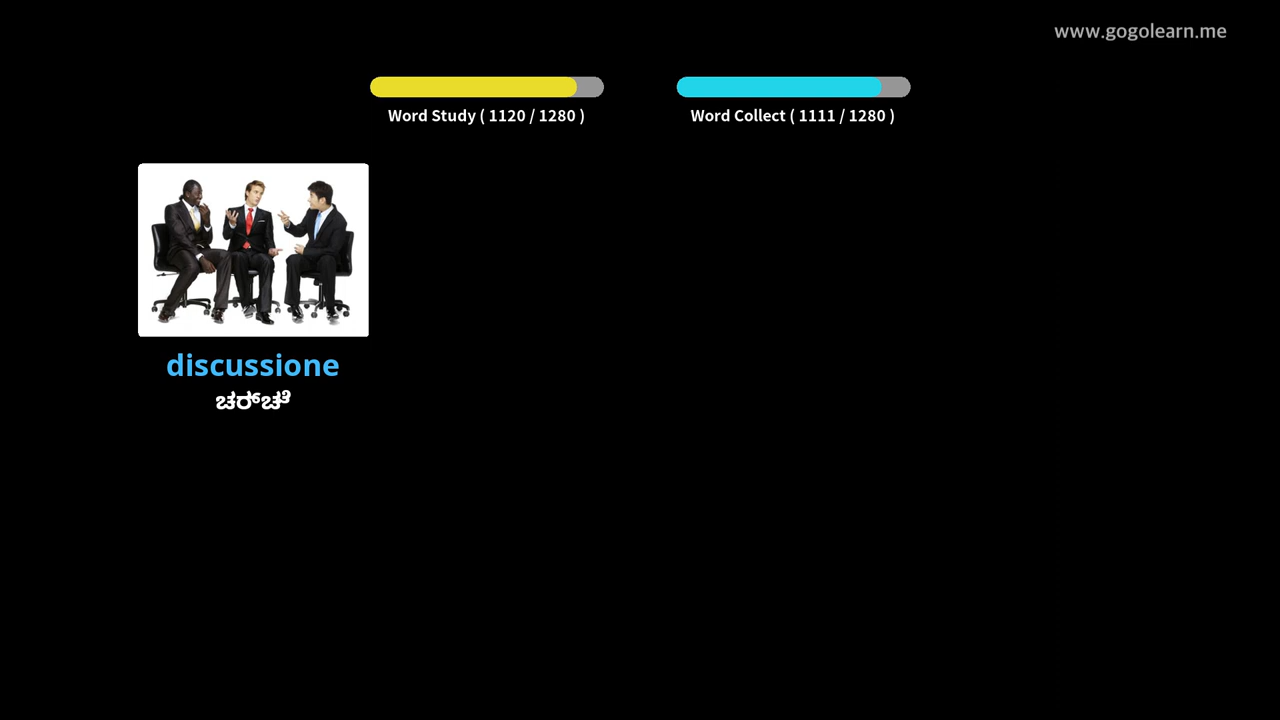 www.gogolearn.me
Word Study ( 1120 / 1280 )
Word Collect ( 1111 / 1280 )
discussione
ಚರ್ಚೆ